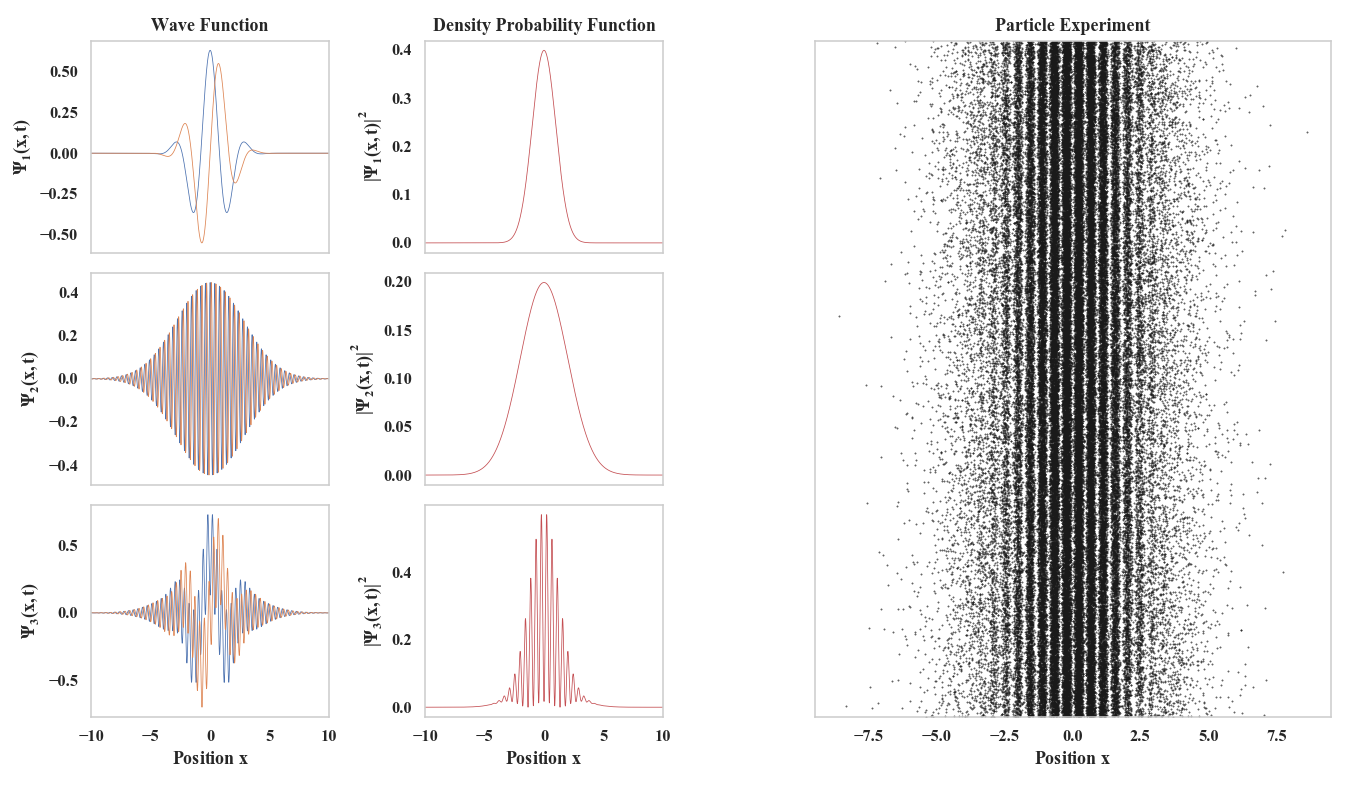 Wave Function
Density Probability Function
Particle Experiment
Ψ1(x,t)
0.50
0.25
0.00
−0.25
−0.50
|Ψ1(x,t)|²
0.4
0.3
0.2
0.1
0.0
Ψ2(x,t)
0.4
0.2
0.0
−0.2
−0.4
|Ψ2(x,t)|²
0.20
0.15
0.10
0.05
0.00
Ψ3(x,t)
0.5
0.0
−0.5
−10 −5 0 5 10
Position x
|Ψ3(x,t)|²
0.4
0.2
0.0
−10 −5 0 5 10
Position x
−7.5 −5.0 −2.5 0.0 2.5 5.0 7.5
Position x